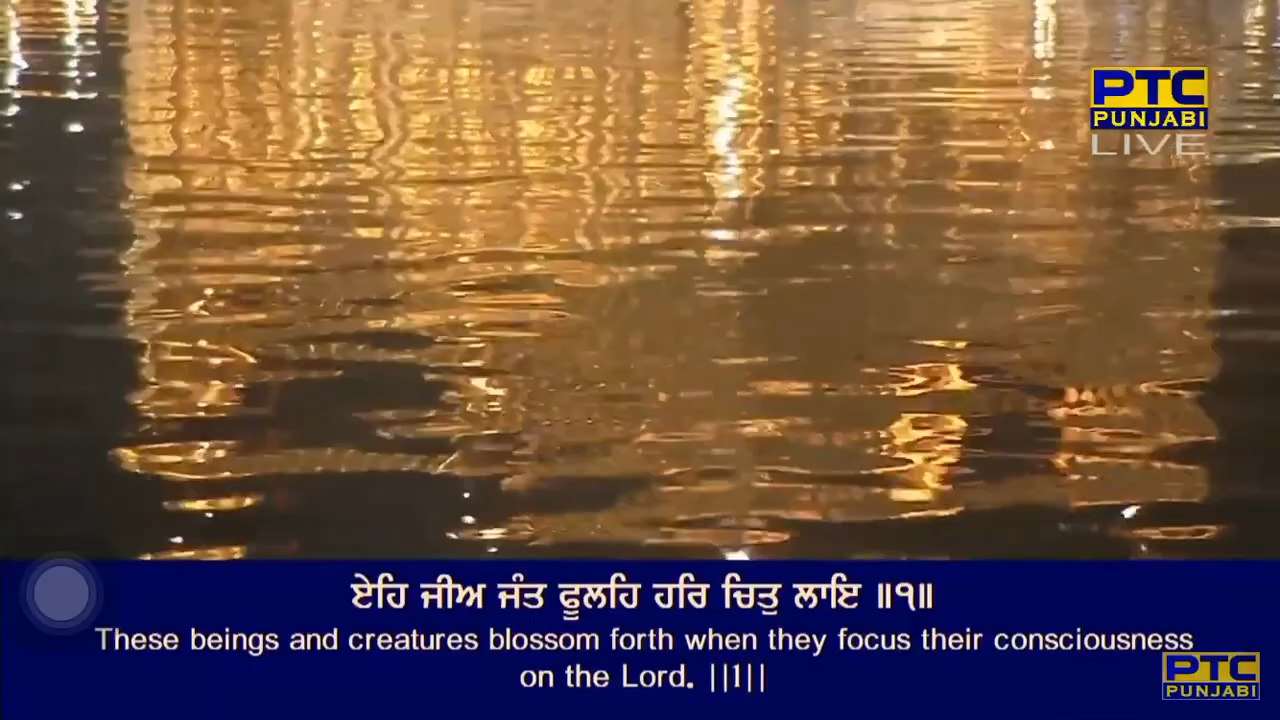 PTC
PUNJABI
LIVE
ਏਹਿ ਜੀਅ ਜੰਤ ਫੂਲਹਿ ਹਰਿ ਚਿਤੁ ਲਾਇ ॥੧॥
These beings and creatures blossom forth when they focus their consciousness
on the Lord. ||1||
PTC
PUNJABI